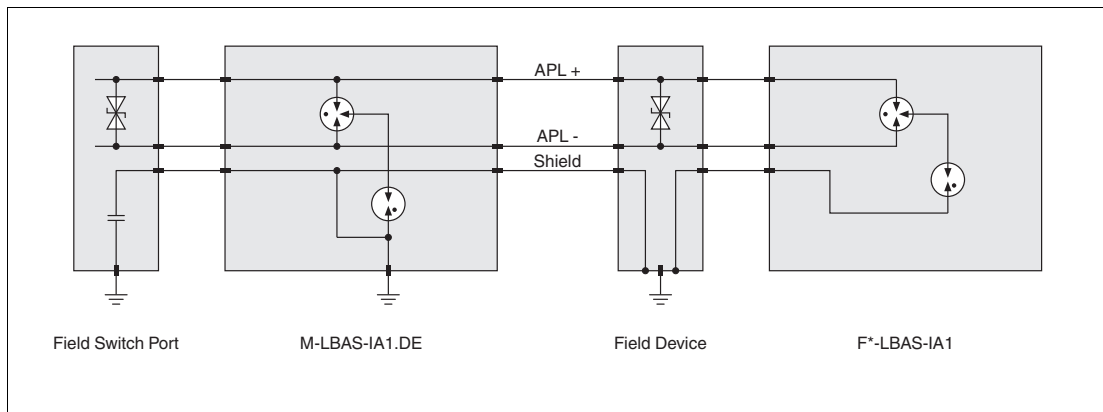 APL +
APL -
Shield
Field Switch Port
M-LBAS-IA1.DE
Field Device
F*-LBAS-IA1